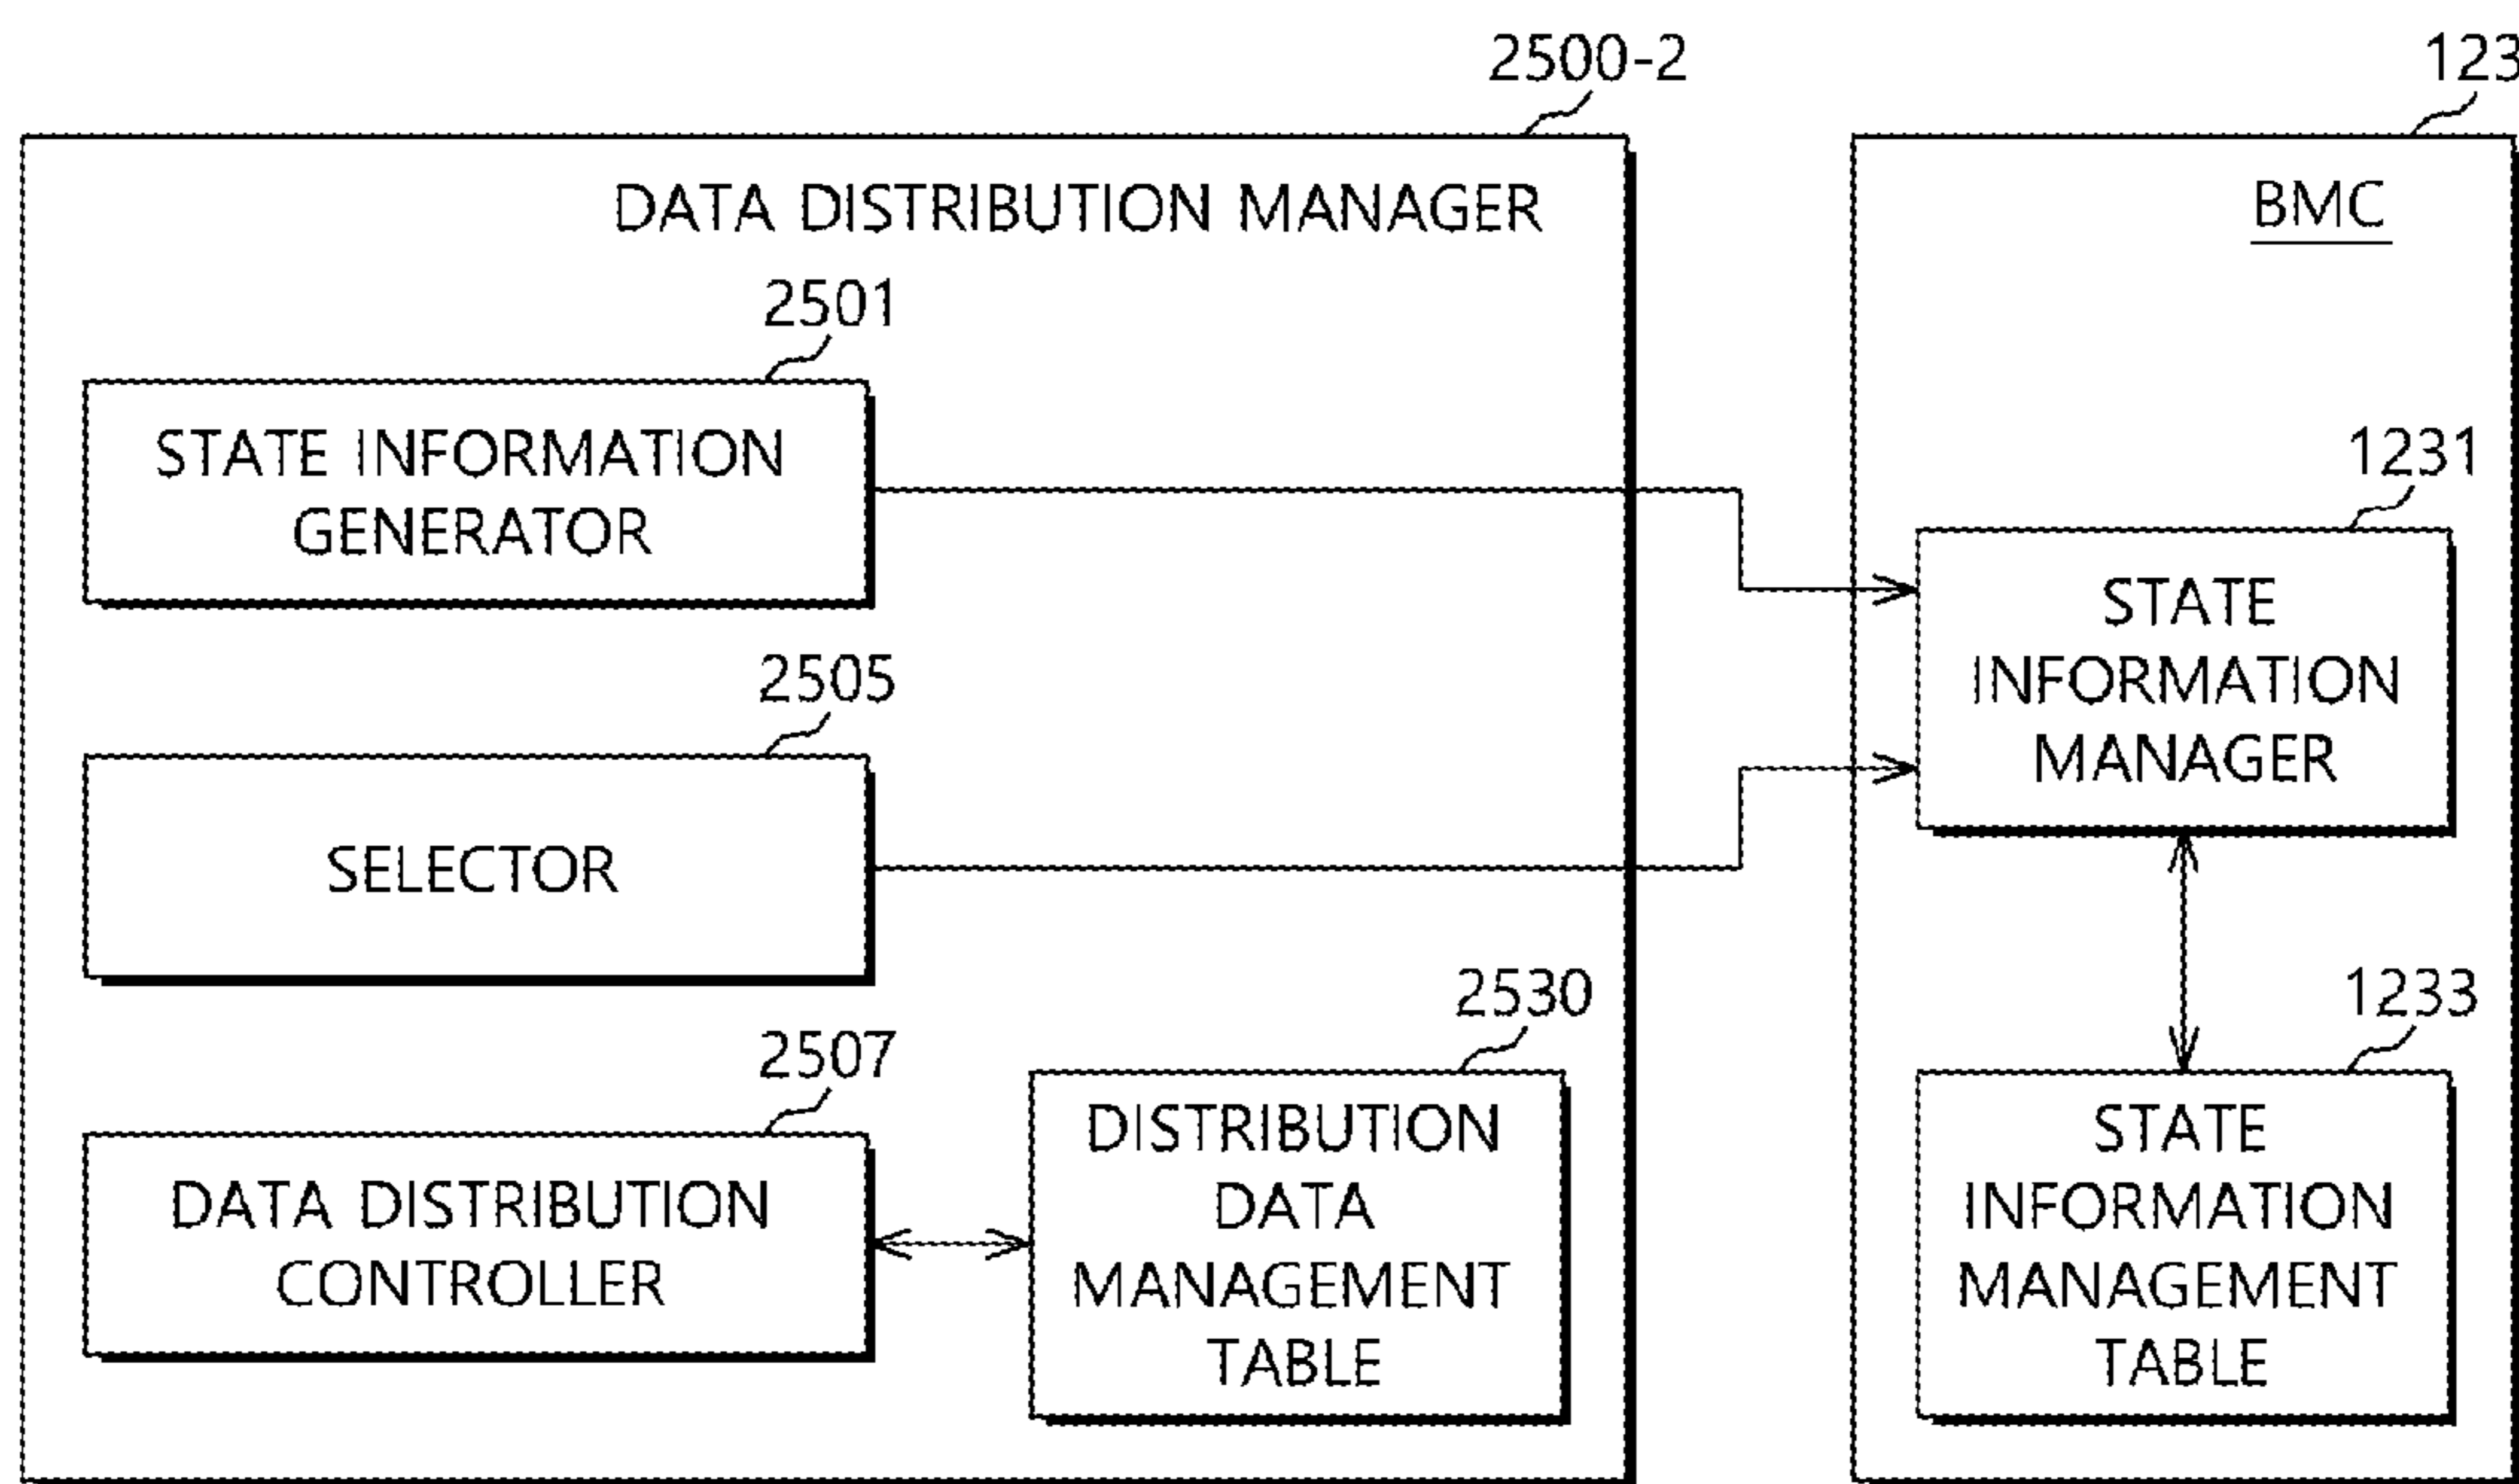 2500-2
123
DATA DISTRIBUTION MANAGER
BMC
2501
STATE INFORMATION
GENERATOR
1231
STATE
INFORMATION
MANAGER
2505
SELECTOR
2507
DATA DISTRIBUTION
CONTROLLER
2530
DISTRIBUTION
DATA
MANAGEMENT
TABLE
1233
STATE
INFORMATION
MANAGEMENT
TABLE